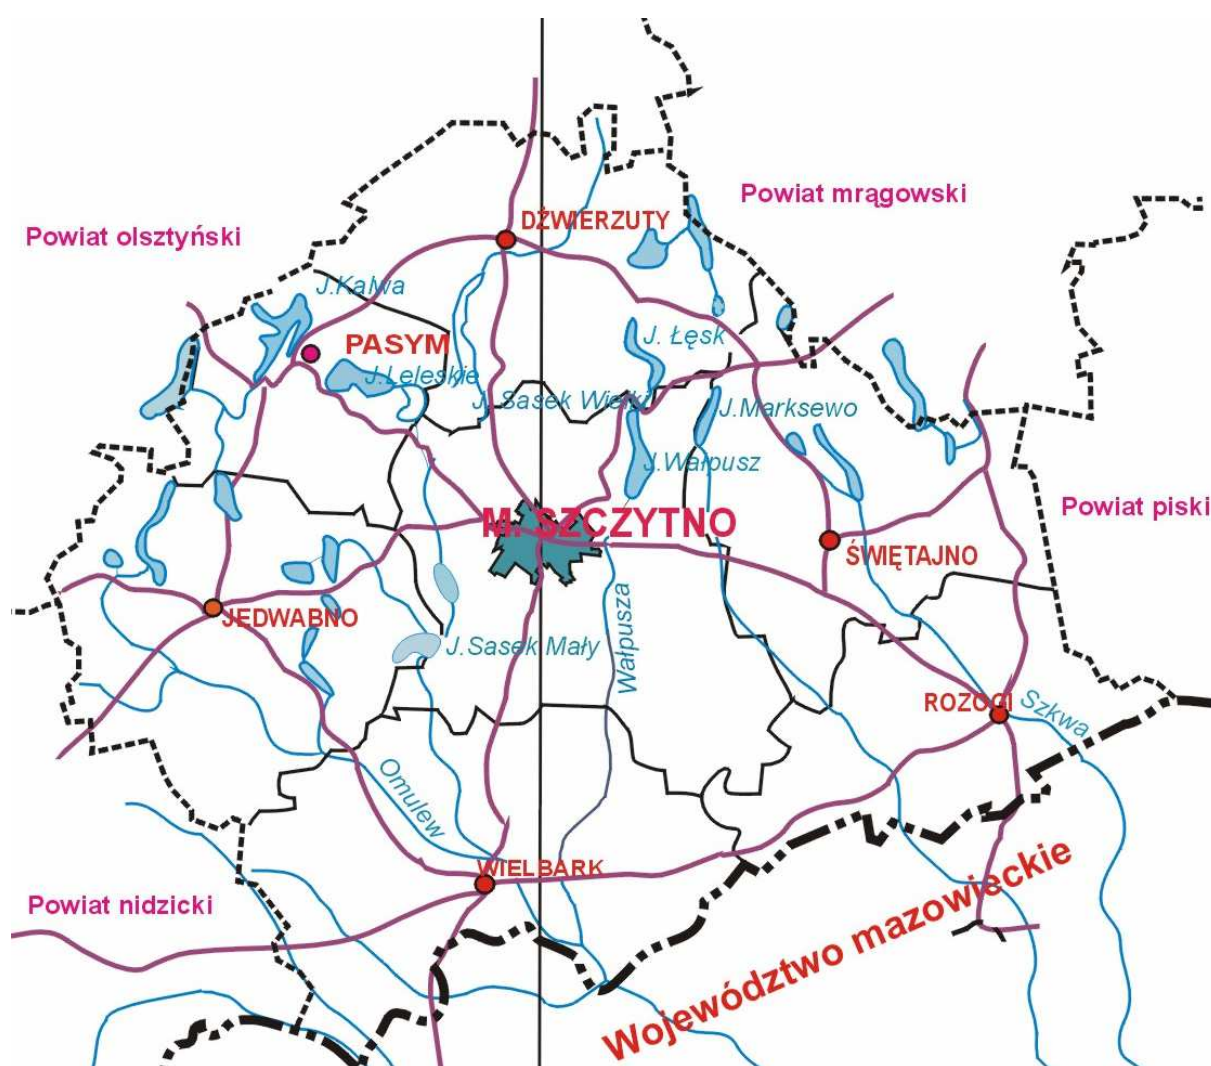 Powiat mrągowski
DŹWIERZUTY
Powiat olsztyński
J.Kalwa
J. Łęsk
PASYM
J.Leleskie
J. Sasek Wielki
J.Marksewo
J.Wałpusz
Powiat piski
M. SZCZYTNO
ŚWIĘTAJNO
JEDWABNO
Wałpusza
J.Sasek Mały
ROZOGI
Szkwa
Omulew
WIELBARK
Powiat nidzicki
Województwo mazowieckie